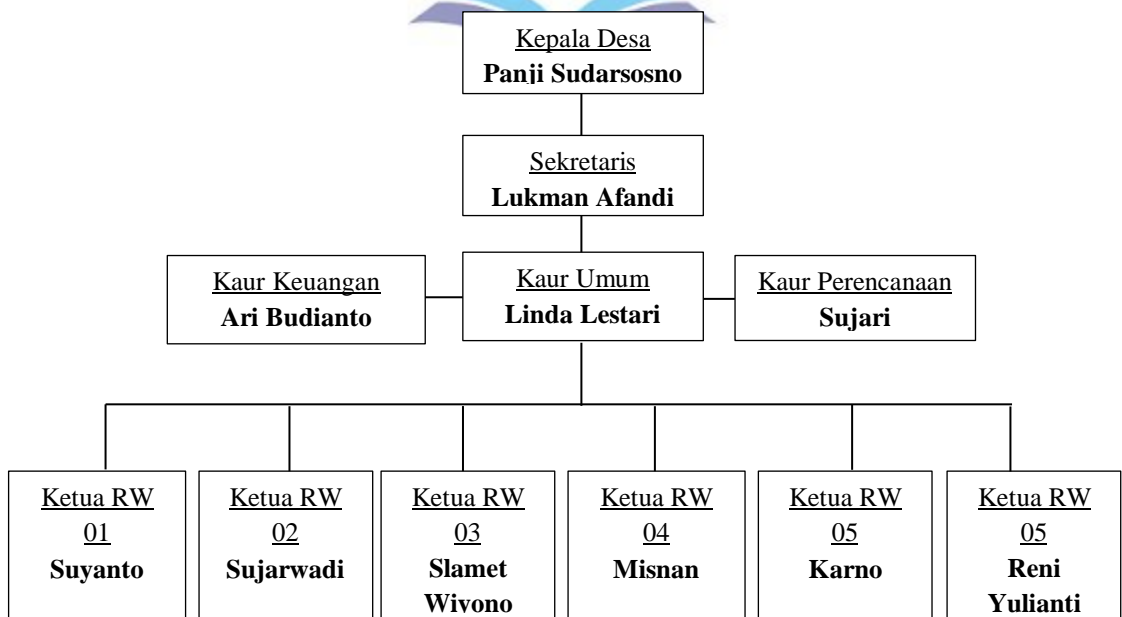 Kepala Desa
Panji Sudarsosno
Sekretaris
Lukman Afandi
Kaur Keuangan
Ari Budianto
Kaur Umum
Linda Lestari
Kaur Perencanaan
Sujari
Ketua RW
01
Suyanto
Ketua RW
02
Sujarwadi
Ketua RW
03
Slamet
Wiyono
Ketua RW
04
Misnan
Ketua RW
05
Karno
Ketua RW
05
Reni
Yulianti